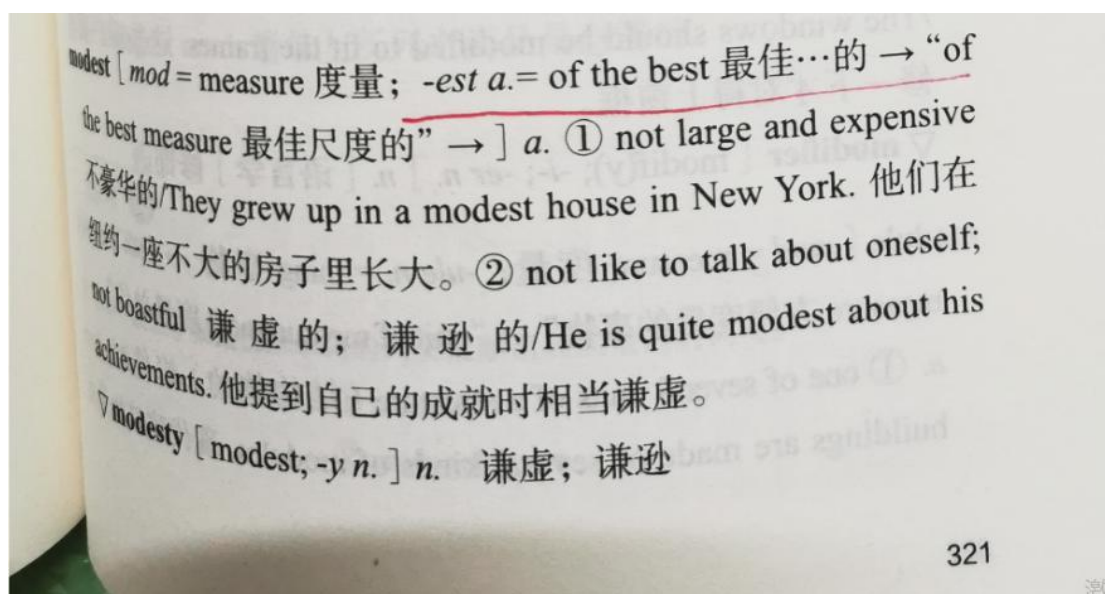 modest [ mod = measure 度量; -est a.= of the best 最佳…的 → “of
the best measure 最佳尺度的” → ] a. ① not large and expensive
不豪华的/They grew up in a modest house in New York. 他们在
纽约一座不大的房子里长大。② not like to talk about oneself;
not boastful 谦虚的; 谦逊的/He is quite modest about his
achievements. 他提到自己的成就时相当谦虚。
▽modesty [ modest; -y n. ] n. 谦虚; 谦逊
321
激